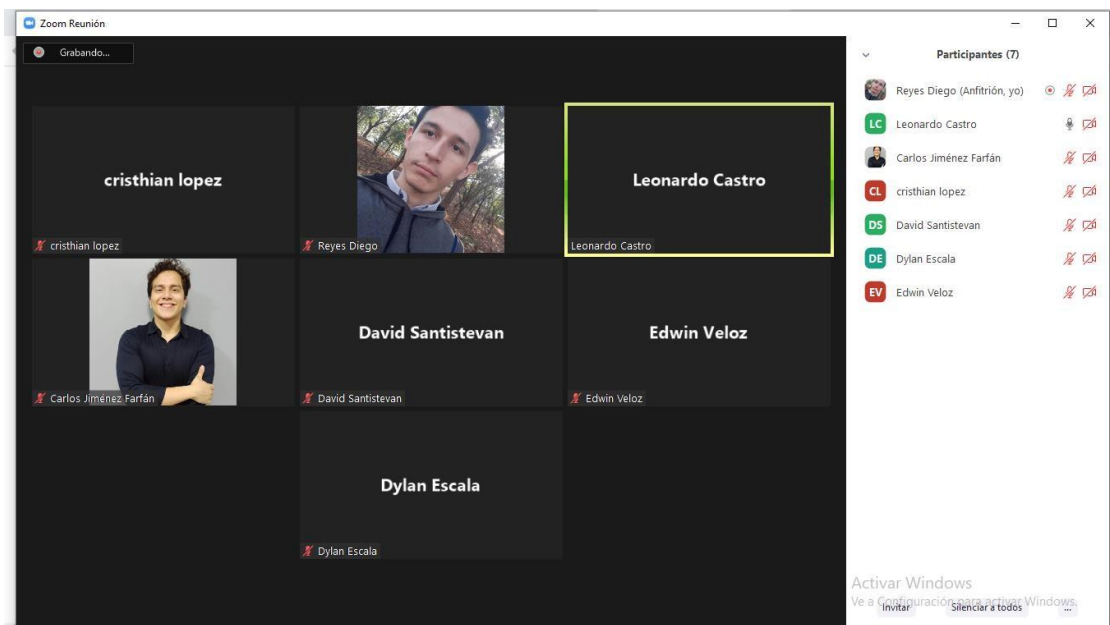 Zoom Reunión
Grabando...
Participantes (7)
cristhian lopez
cristhian lopez
Reyes Diego
Leonardo Castro
Leonardo Castro
Carlos Jiménez Farfán
David Santistevan
David Santistevan
Edwin Veloz
Edwin Veloz
Dylan Escala
Dylan Escala
Reyes Diego (Anfitrión, yo)
LC Leonardo Castro
Carlos Jiménez Farfán
CL cristhian lopez
DS David Santistevan
DE Dylan Escala
EV Edwin Veloz
Activar Windows
Ve a Configuración para activar Windows.
Invitar Silenciar a todos ...